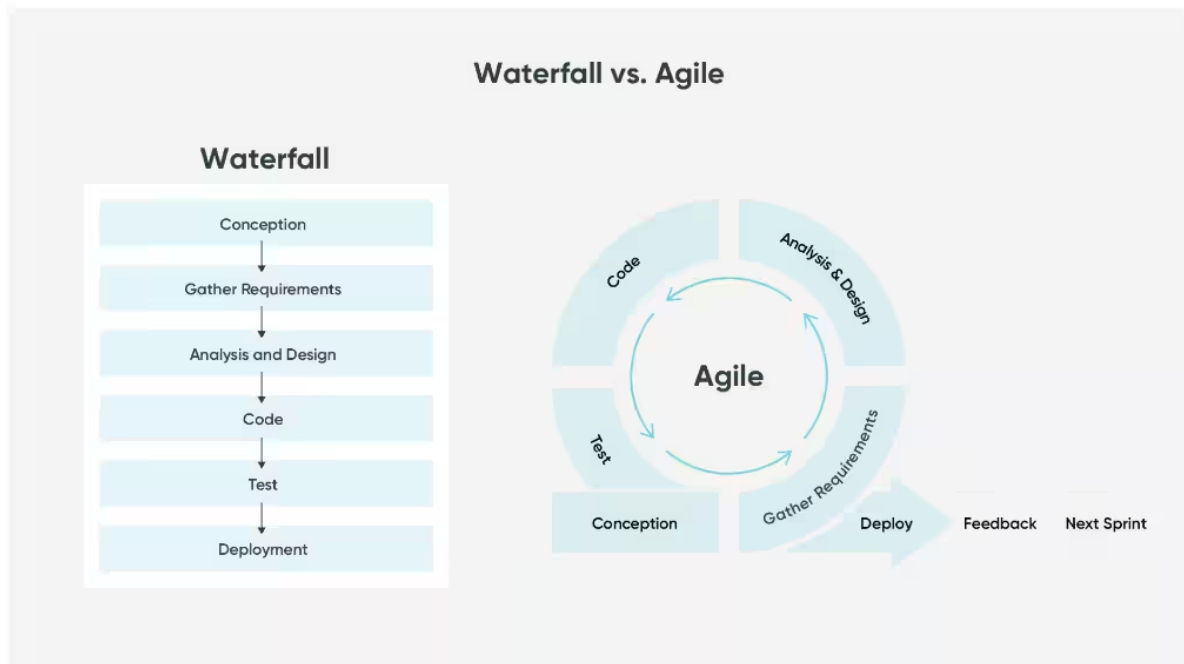 Waterfall vs. Agile
Waterfall
Conception
Gather Requirements
Analysis and Design
Code
Test
Deployment
Agile
Conception
Gather Requirements
Analysis & Design
Code
Test
Deploy
Feedback
Next Sprint